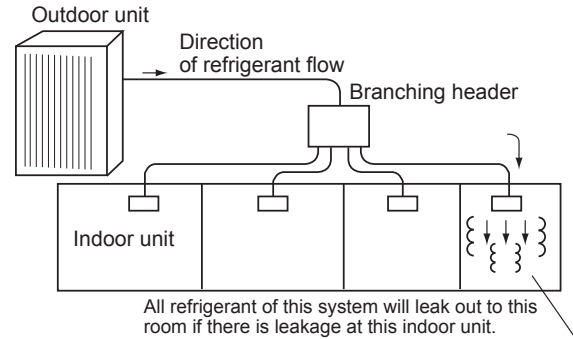 Outdoor unit
Direction
of refrigerant flow
Branching header
Indoor unit
All refrigerant of this system will leak out to this
room if there is leakage at this indoor unit.